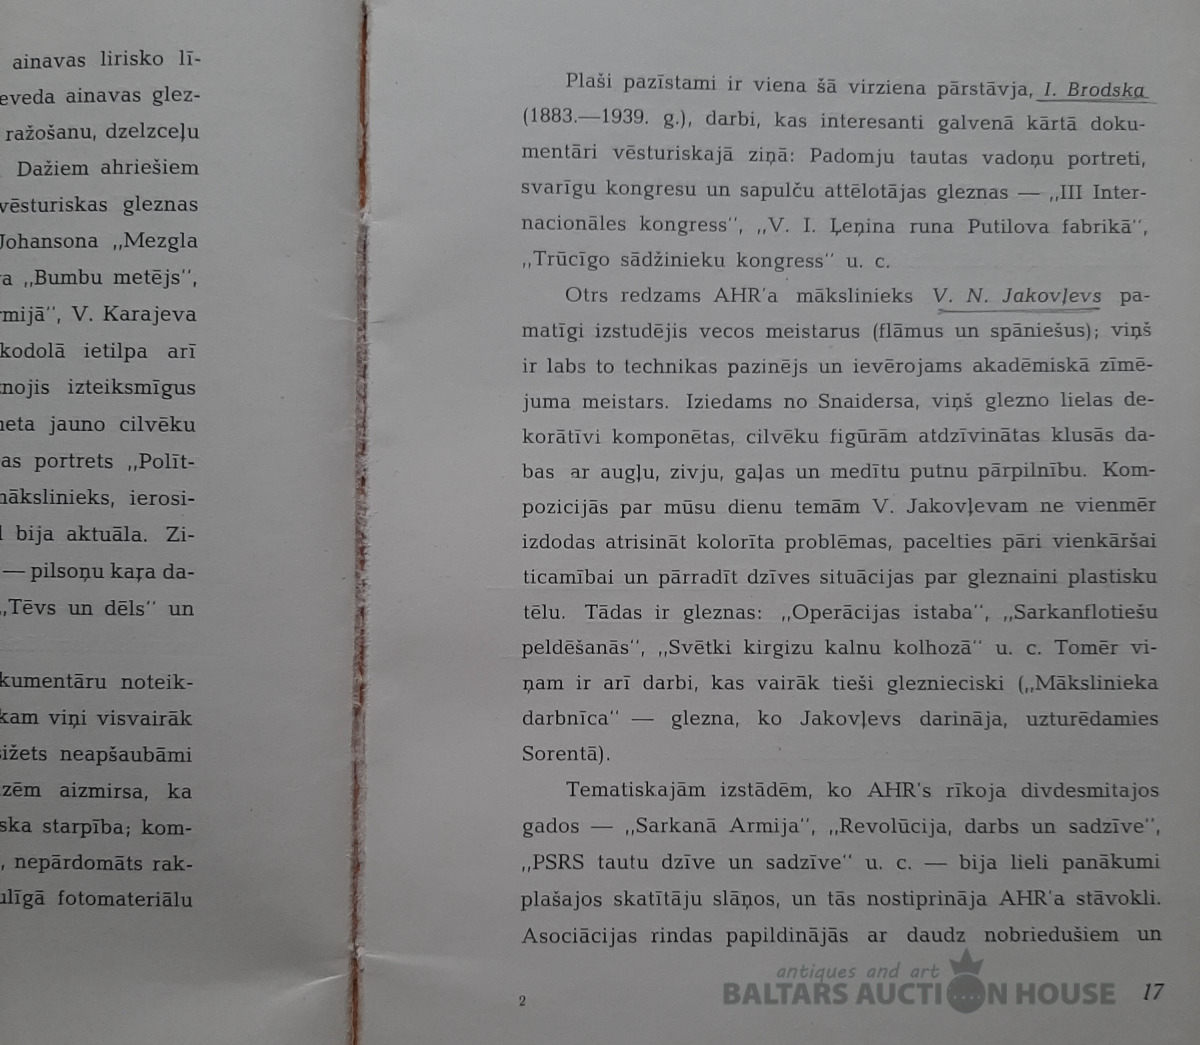 ainavas lirisko lī-
eveda ainavas glez-
ražošanu, dzelzceļu
Dažiem ahriešiem
vēsturiskas gleznas
Johansona „Mezgla
a „Bumbu metējs",
rmijā", V. Karajeva
kodolā ietilpa arī
nojis izteiksmīgus
neta jauno cilvēku
as portrets „Polīt-
nākslinieks, ierosi-
bija aktuāla. Zi-
— pilsoņu kaŗa da-
„Tēvs un dēls" un
kumentāru noteik-
kam viņi visvairāk
sižets neapšaubāmi
zēm aizmirsa, ka
ska starpība; kom-
, nepārdomāts rak-
ulīgā fotomateriālu
Plaši pazīstami ir viena šā virziena pārstāvja, I. Brodska
(1883.—1939. g.), darbi, kas interesanti galvenā kārtā doku-
mentāri vēsturiskajā ziņā: Padomju tautas vadoņu portreti,
svarīgu kongresu un sapulču attēlotājas gleznas — „III Inter-
nacionāles kongress", „V. I. Ļeņina runa Putilova fabrikā",
„Trūcīgo sādžinieku kongress" u. c.
Otrs redzams AHR'a mākslinieks V. N. Jakovļevs pa-
matīgi izstudējis vecos meistarus (flāmus un spāniešus); viņš
ir labs to technikas pazinējs un ievērojams akadēmiskā zīmē-
juma meistars. Iziedams no Snaidersa, viņš glezno lielas de-
korātīvi komponētas, cilvēku figūrām atdzīvinātas klusās da-
bas ar augļu, zivju, gaļas un medītu putnu pārpilnību. Kom-
pozicijās par mūsu dienu temām V. Jakovļevam ne vienmēr
izdodas atrisināt kolorīta problēmas, pacelties pāri vienkāršai
ticamībai un pārradīt dzīves situācijas par gleznaini plastisku
tēlu. Tādas ir gleznas: „Operācijas istaba", „Sarkanflotiešu
peldēšanās", „Svētki kirgizu kalnu kolhozā" u. c. Tomēr vi-
ņam ir arī darbi, kas vairāk tieši gleznieciski („Mākslinieka
darbnīca" — glezna, ko Jakovļevs darināja, uzturēdamies
Sorentā).
Tematiskajām izstādēm, ko AHR's rīkoja divdesmitajos
gados — „Sarkanā Armija", „Revolūcija, darbs un sadzīve",
„PSRS tautu dzīve un sadzīve" u. c. — bija lieli panākumi
plašajos skatītāju slāņos, un tās nostiprināja AHR'a stāvokli.
Asociācijas rindas papildinājās ar daudz nobriedušiem un
antiques and art
BALTARS AUCTION HOUSE
2
17